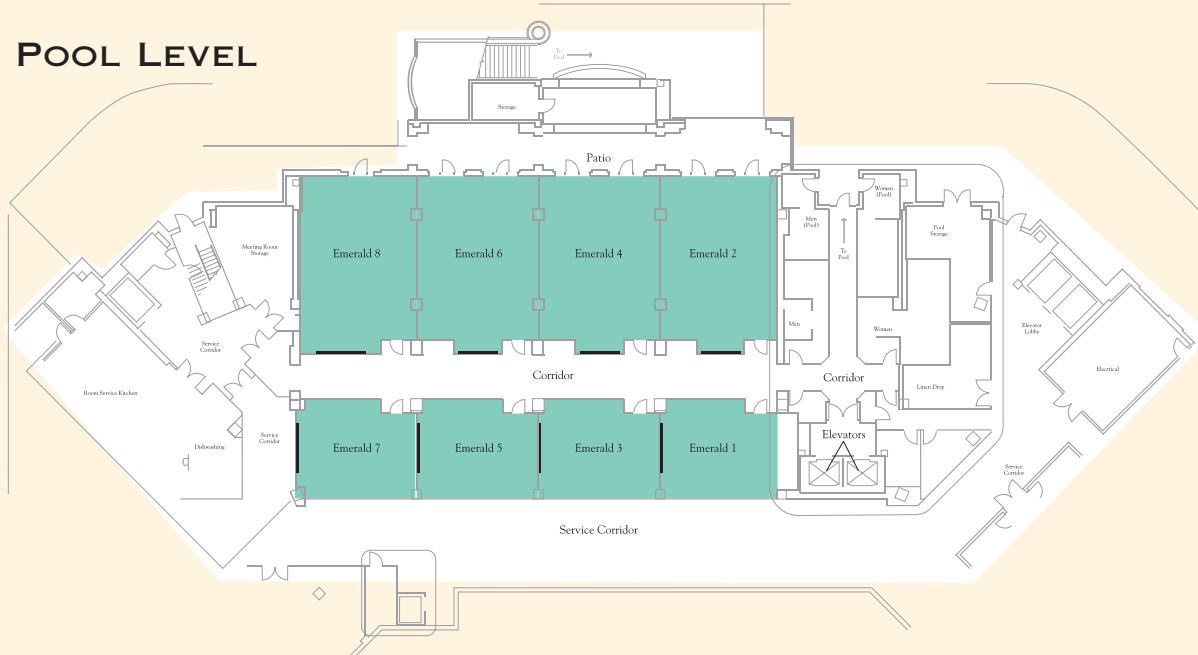 POOL LEVEL
To
Pool
Storage
Patio
Women
(Pool)
Men
(Pool)
Pool
Storage
Meeting Room
Storage
Emerald 8
Emerald 6
Emerald 4
Emerald 2
To
Pool
Men
Women
Elevator
Lobby
Service
Corridor
Corridor
Corridor
Electrical
Room Service Kitchen
Linen Drop
Service
Corridor
Dishwashing
Emerald 7
Emerald 5
Emerald 3
Emerald 1
Elevators
Service
Corridor
Service Corridor